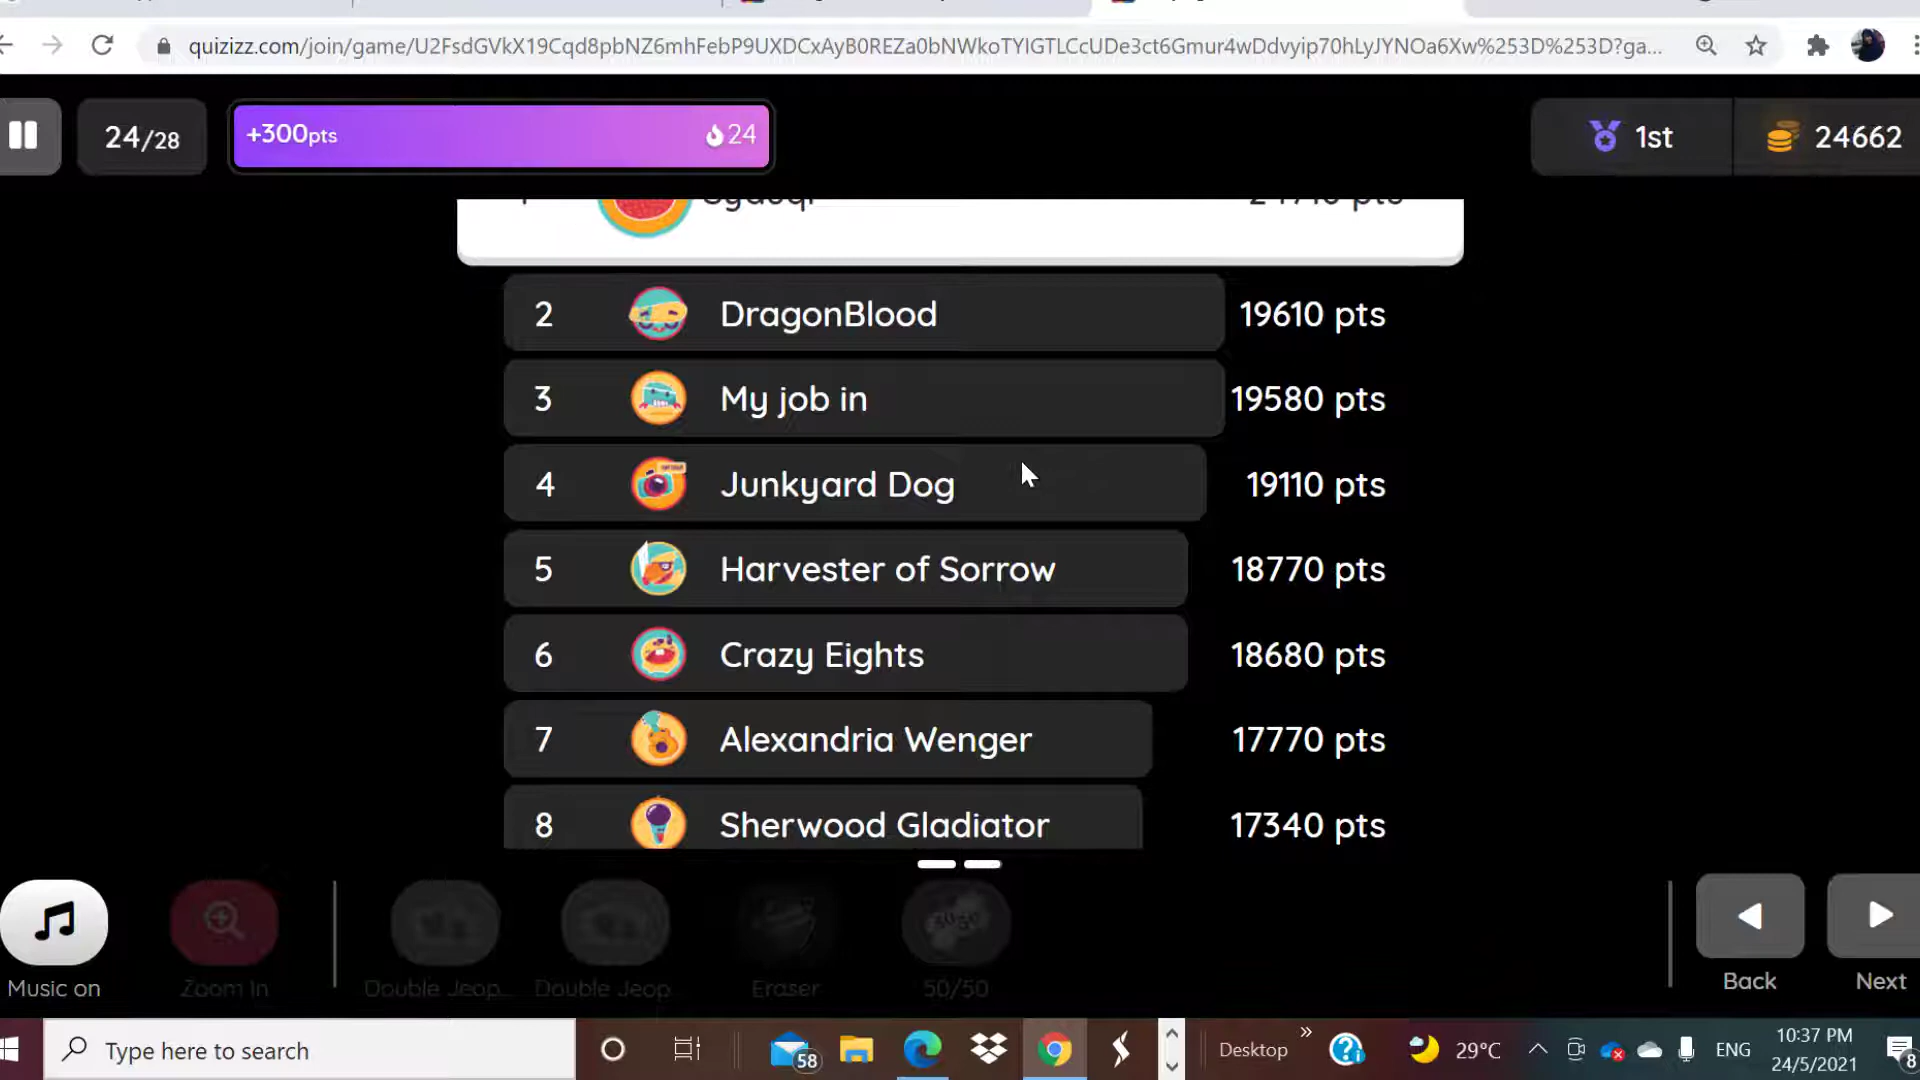 quizizz.com/join/game/U2FsdGVkX19Cqd8pbNZ6mhFebP9UXDCxAyB0REZa0bNWkoTYIGTLCcUDe3ct6Gmur4wDdvyip70hLyJYNOa6Xw%253D%253D?ga...
24/28
+300pts
24
1st
24662
2 DragonBlood 19610 pts
3 My job in 19580 pts
4 Junkyard Dog 19110 pts
5 Harvester of Sorrow 18770 pts
6 Crazy Eights 18680 pts
7 Alexandria Wenger 17770 pts
8 Sherwood Gladiator 17340 pts
Music on
Zoom In
Double Jeop...
Double Jeop...
Eraser
50/50
Back
Next
Type here to search
58
Desktop
29°C
ENG
10:37 PM
24/5/2021
8